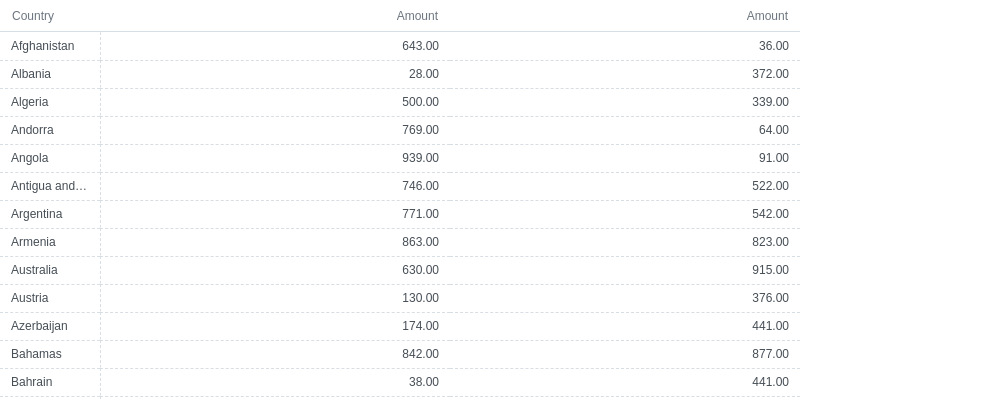 Country Amount Amount
Afghanistan 643.00 36.00
Albania 28.00 372.00
Algeria 500.00 339.00
Andorra 769.00 64.00
Angola 939.00 91.00
Antigua and… 746.00 522.00
Argentina 771.00 542.00
Armenia 863.00 823.00
Australia 630.00 915.00
Austria 130.00 376.00
Azerbaijan 174.00 441.00
Bahamas 842.00 877.00
Bahrain 38.00 441.00